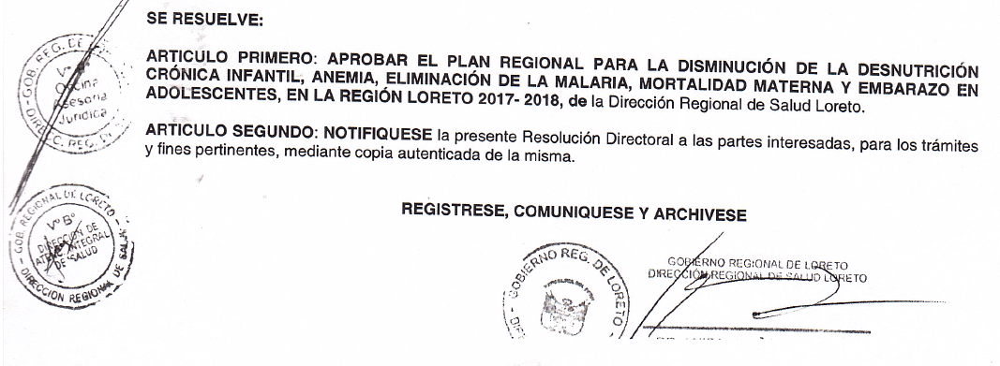 SE RESUELVE:
ARTICULO PRIMERO: APROBAR EL PLAN REGIONAL PARA LA DISMINUCIÓN DE LA DESNUTRICIÓN
CRÓNICA INFANTIL, ANEMIA, ELIMINACIÓN DE LA MALARIA, MORTALIDAD MATERNA Y EMBARAZO EN
ADOLESCENTES, EN LA REGIÓN LORETO 2017- 2018, de la Dirección Regional de Salud Loreto.
ARTICULO SEGUNDO: NOTIFIQUESE la presente Resolución Directoral a las partes interesadas, para los trámites
y fines pertinentes, mediante copia autenticada de la misma.
REGISTRESE, COMUNIQUESE Y ARCHIVESE
GOB. REG. DE
V° B°
Oficina
Asesoria
Juridica
DIREC. REG. DE
GOB. REGIONAL DE LORETO
V° B°
DIRECCIÓN DE
ATENC. INTEGRAL
DE SALUD
DIRECCION REGIONAL DE SALUD
GOBIERNO REG. DE LORETO
GOBIERNO REGIONAL DE LORETO
DIRECCIÓN REGIONAL DE SALUD LORETO